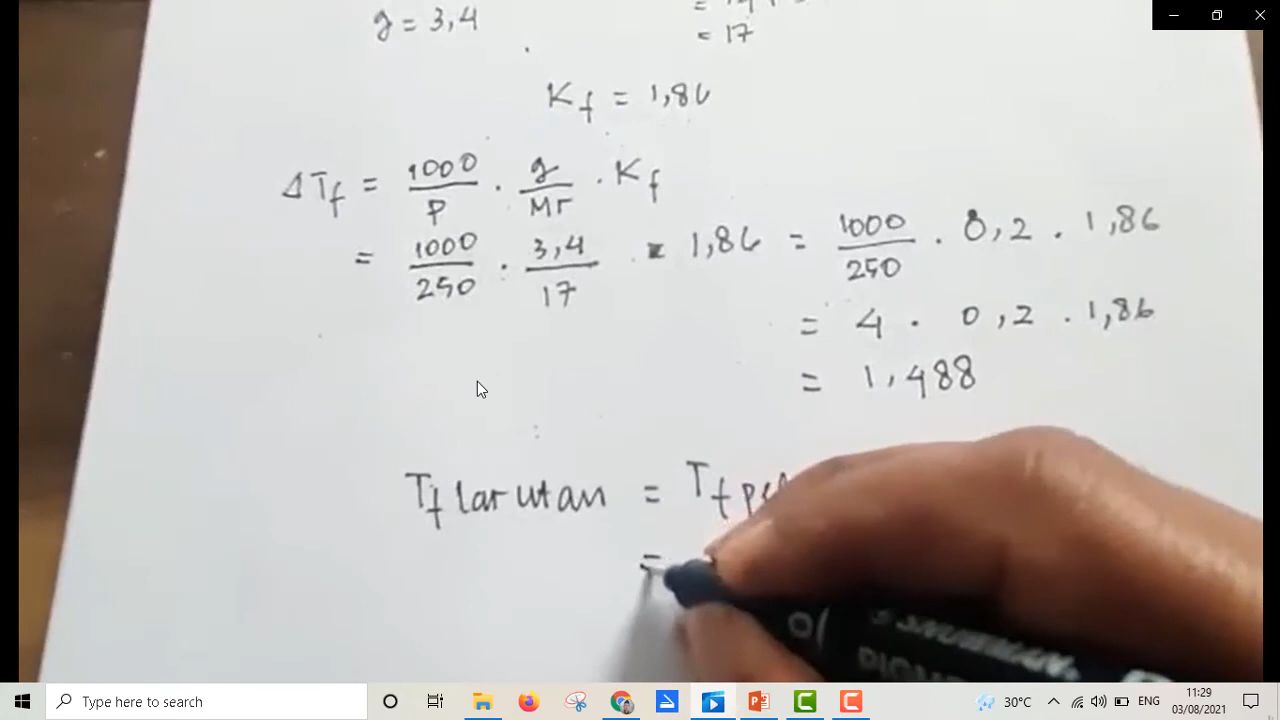 g = 3,4
= 17
Kf = 1,86
ΔTf = 1000/P . g/Mr . Kf
= 1000/250 . 3,4/17 . 1,86 = 1000/250 . 0,2 . 1,86
= 4 . 0,2 . 1,86
= 1,488
Tf larutan = Tf
=
Type here to search
30°C
ENG
11:29
03/08/2021